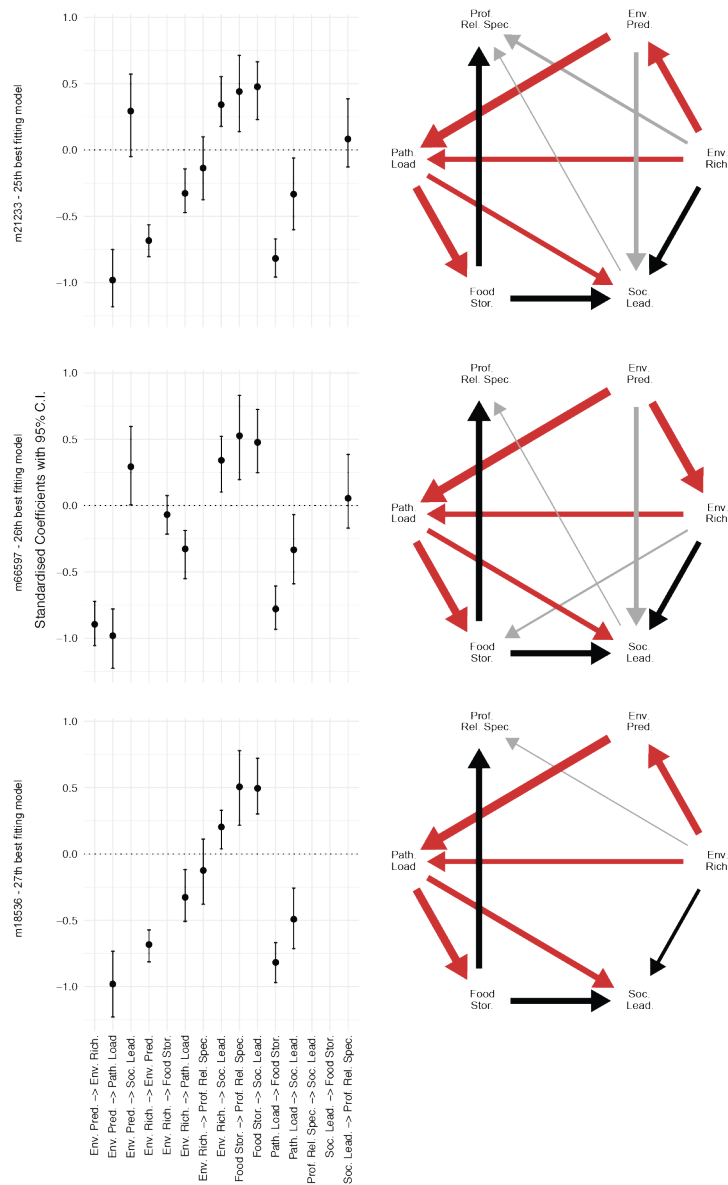 m21233 - 25th best fitting model
1.0
0.5
0.0
−0.5
−1.0
Prof.
Rel. Spec.
Env.
Pred.
Path.
Load
Env.
Rich
Food
Stor.
Soc.
Lead.
m66597 - 26th best fitting model
Standardised Coefficients with 95% C.I.
1.0
0.5
0.0
−0.5
−1.0
Prof.
Rel. Spec.
Env.
Pred.
Path.
Load
Env.
Rich
Food
Stor.
Soc.
Lead.
m18536 - 27th best fitting model
1.0
0.5
0.0
−0.5
−1.0
Prof.
Rel. Spec.
Env.
Pred.
Path.
Load
Env.
Rich
Food
Stor.
Soc.
Lead.
Env. Pred. −> Env. Rich.
Env. Pred. −> Path. Load
Env. Pred. −> Soc. Lead.
Env. Rich. −> Env. Pred.
Env. Rich. −> Food Stor.
Env. Rich. −> Path. Load
Env. Rich. −> Prof. Rel. Spec.
Env. Rich. −> Soc. Lead.
Food Stor. −> Prof. Rel. Spec.
Food Stor. −> Soc. Lead.
Path. Load −> Food Stor.
Path. Load −> Soc. Lead.
Prof. Rel. Spec. −> Soc. Lead.
Soc. Lead −> Food Stor.
Soc. Lead. −> Prof. Rel. Spec.